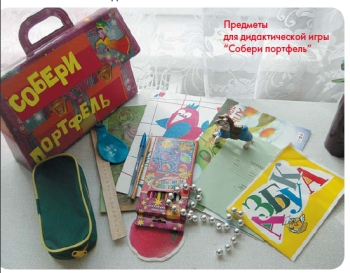 Предметы
для дидактической игры
"Собери портфель"
СОБЕРИ
ПОРТФЕЛЬ
АЗБУКА